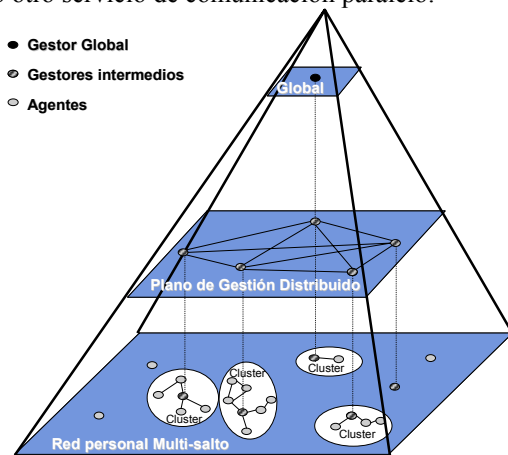 o otro servicio de comunicación paralelo.
Gestor Global
Gestores intermedios
Agentes
Global
Plano de Gestión Distribuido
Cluster
Cluster
Cluster
Cluster
Red personal Multi-salto